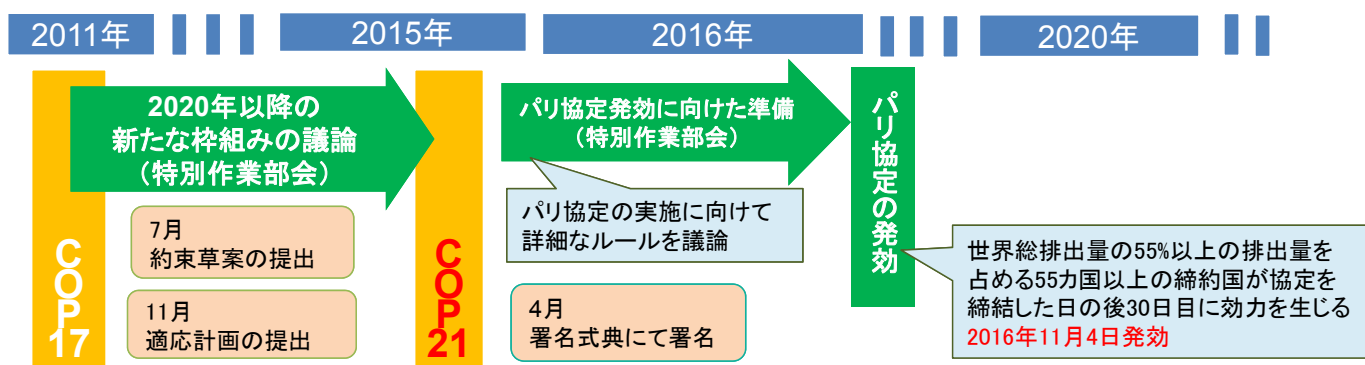 2011年
2015年
2016年
2020年
COP17
2020年以降の
新たな枠組みの議論
（特別作業部会）
7月
約束草案の提出
11月
適応計画の提出
COP21
パリ協定発効に向けた準備
（特別作業部会）
パリ協定の実施に向けて
詳細なルールを議論
4月
署名式典にて署名
パリ協定の発効
世界総排出量の55%以上の排出量を
占める55カ国以上の締約国が協定を
締結した日の後30日目に効力を生じる
2016年11月4日発効